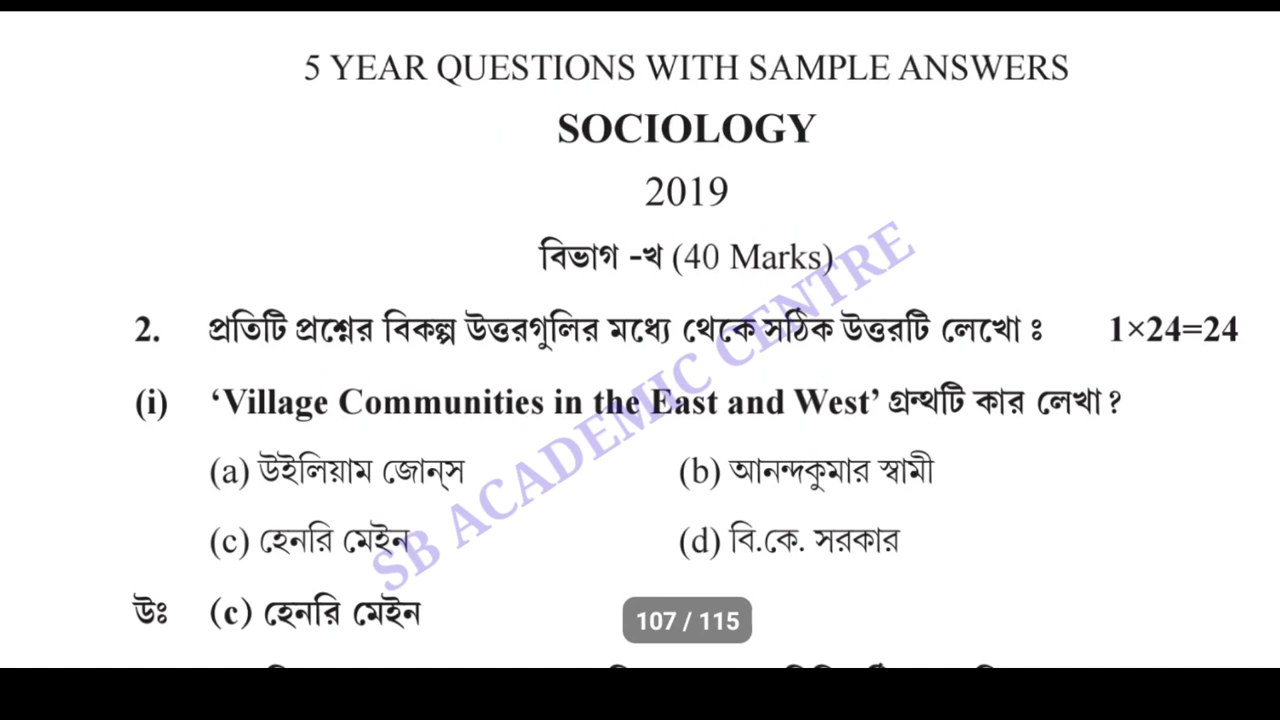 5 YEAR QUESTIONS WITH SAMPLE ANSWERS
SOCIOLOGY
2019
বিভাগ -খ (40 Marks)
2. প্রতিটি প্রশ্নের বিকল্প উত্তরগুলির মধ্যে থেকে সঠিক উত্তরটি লেখো ঃ 1×24=24
(i) ‘Village Communities in the East and West’ গ্রন্থটি কার লেখা ?
(a) উইলিয়াম জোন্‌স (b) আনন্দকুমার স্বামী
(c) হেনরি মেইন (d) বি.কে. সরকার
উঃ (c) হেনরি মেইন
107 / 115
SB ACADEMIC CENTRE